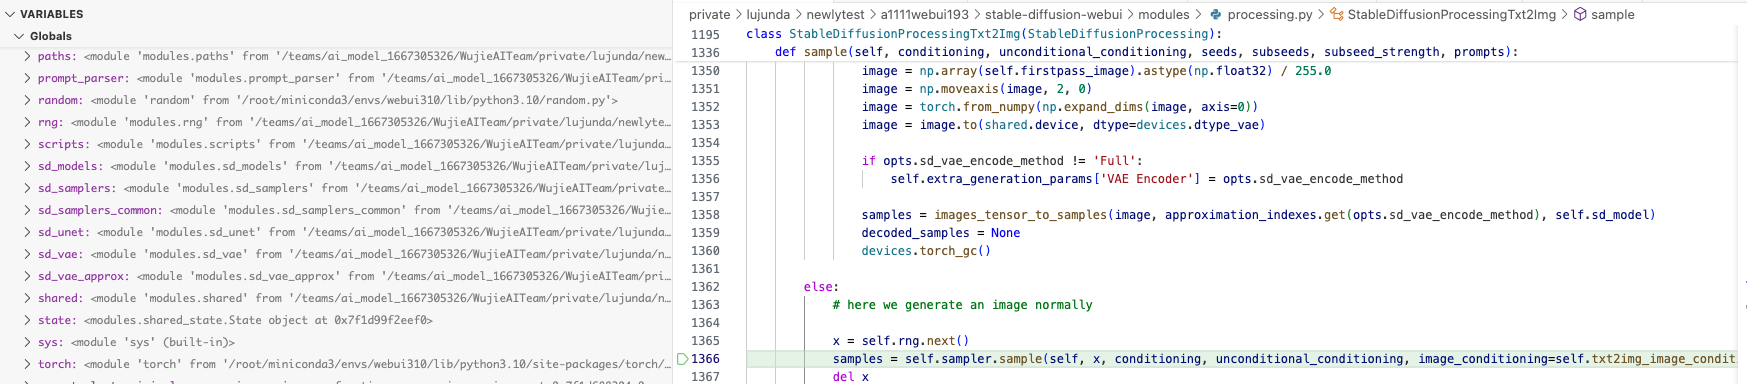 VARIABLES
Globals
paths: <module 'modules.paths' from '/teams/ai_model_1667305326/WujieAITeam/private/lujunda/new...
prompt_parser: <module 'modules.prompt_parser' from '/teams/ai_model_1667305326/WujieAITeam/pri...
random: <module 'random' from '/root/miniconda3/envs/webui310/lib/python3.10/random.py'>
rng: <module 'modules.rng' from '/teams/ai_model_1667305326/WujieAITeam/private/lujunda/newlyte...
scripts: <module 'modules.scripts' from '/teams/ai_model_1667305326/WujieAITeam/private/lujunda...
sd_models: <module 'modules.sd_models' from '/teams/ai_model_1667305326/WujieAITeam/private/luj...
sd_samplers: <module 'modules.sd_samplers' from '/teams/ai_model_1667305326/WujieAITeam/private...
sd_samplers_common: <module 'modules.sd_samplers_common' from '/teams/ai_model_1667305326/Wujie...
sd_unet: <module 'modules.sd_unet' from '/teams/ai_model_1667305326/WujieAITeam/private/lujunda...
sd_vae: <module 'modules.sd_vae' from '/teams/ai_model_1667305326/WujieAITeam/private/lujunda/n...
sd_vae_approx: <module 'modules.sd_vae_approx' from '/teams/ai_model_1667305326/WujieAITeam/pri...
shared: <module 'modules.shared' from '/teams/ai_model_1667305326/WujieAITeam/private/lujunda/n...
state: <modules.shared_state.State object at 0x7f1d99f2eef0>
sys: <module 'sys' (built-in)>
torch: <module 'torch' from '/root/miniconda3/envs/webui310/lib/python3.10/site-packages/torch/...
private > lujunda > newlytest > a1111webui193 > stable-diffusion-webui > modules > processing.py > StableDiffusionProcessingTxt2Img > sample
1195 class StableDiffusionProcessingTxt2Img(StableDiffusionProcessing):
1336 def sample(self, conditioning, unconditional_conditioning, seeds, subseeds, subseed_strength, prompts):
1350 image = np.array(self.firstpass_image).astype(np.float32) / 255.0
1351 image = np.moveaxis(image, 2, 0)
1352 image = torch.from_numpy(np.expand_dims(image, axis=0))
1353 image = image.to(shared.device, dtype=devices.dtype_vae)
1354
1355 if opts.sd_vae_encode_method != 'Full':
1356 self.extra_generation_params['VAE Encoder'] = opts.sd_vae_encode_method
1357
1358 samples = images_tensor_to_samples(image, approximation_indexes.get(opts.sd_vae_encode_method), self.sd_model)
1359 decoded_samples = None
1360 devices.torch_gc()
1361
1362 else:
1363 # here we generate an image normally
1364
1365 x = self.rng.next()
1366 samples = self.sampler.sample(self, x, conditioning, unconditional_conditioning, image_conditioning=self.txt2img_image_condit
1367 del x